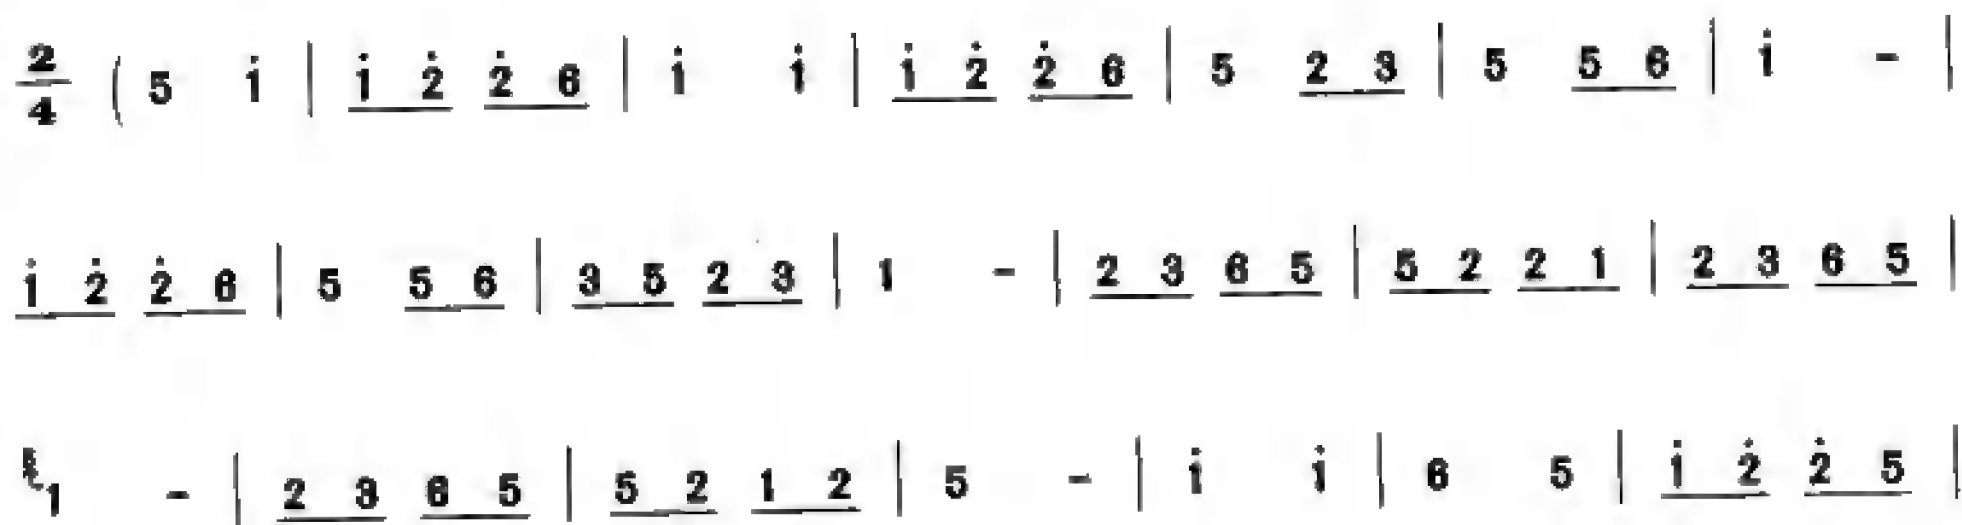 2/4 ( 5 i̇ | i̇ 2̇ 2̇ 6 | i̇ i̇ | i̇ 2̇ 2̇ 6 | 5 2 3 | 5 5 6 | i̇ - |
i̇ 2̇ 2̇ 6 | 5 5 6 | 3 5 2 3 | 1 - | 2 3 6 5 | 5 2 2 1 | 2 3 6 5 |
1 - | 2 3 6 5 | 5 2 1 2 | 5 - | i̇ i̇ | 6 5 | i̇ 2̇ 2̇ 5 |